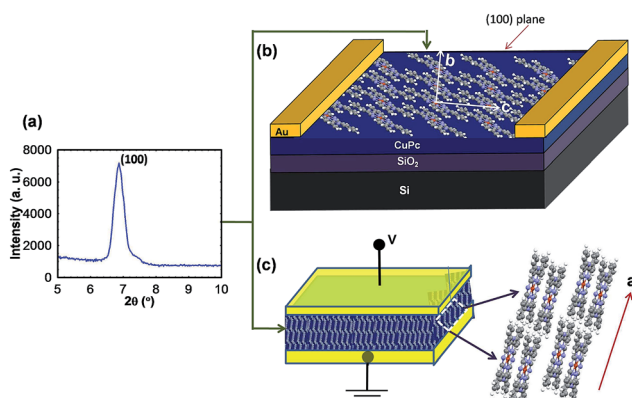 (100) plane
(b)
b
c
Au
CuPc
SiO₂
Si
(a)
(100)
8000
6000
4000
2000
0
Intensity (a. u.)
5 6 7 8 9 10
2θ (°)
V
(c)
a